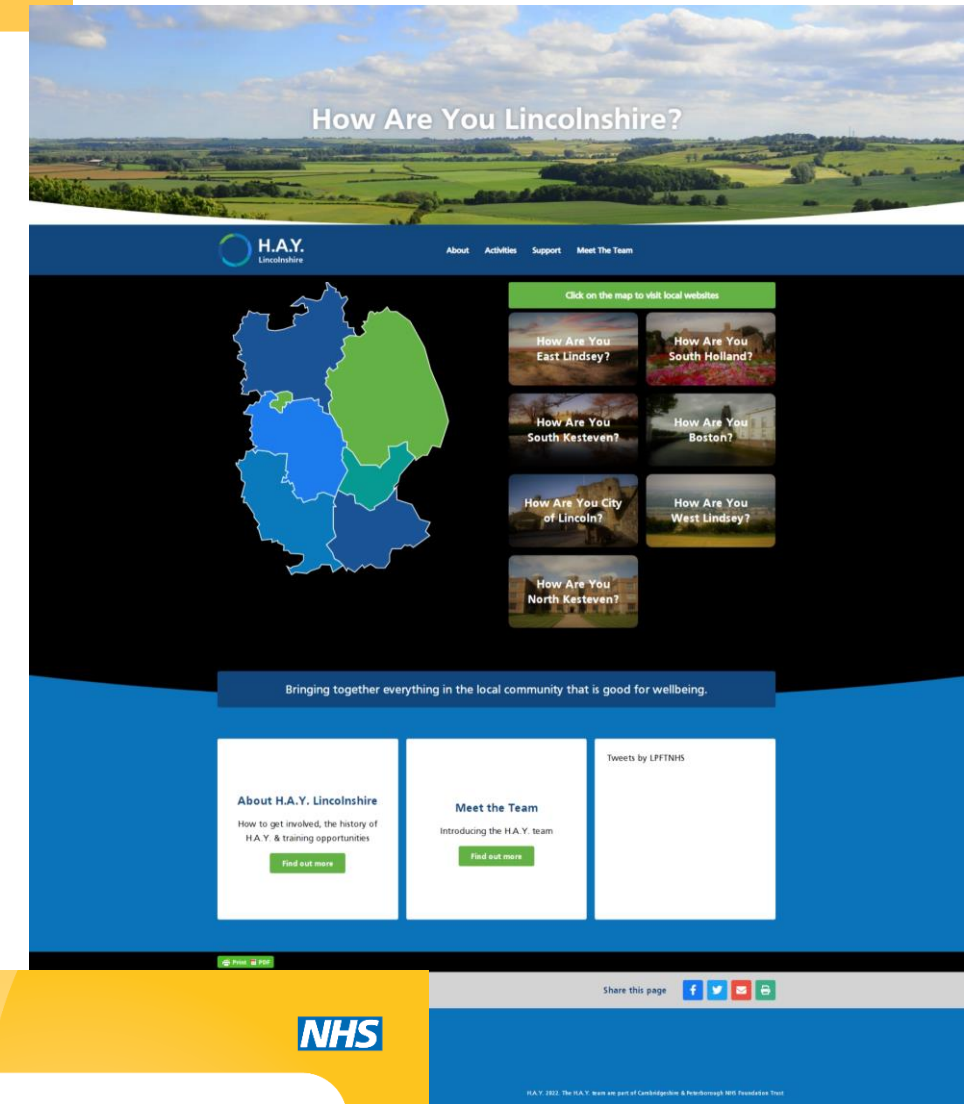 How Are You Lincolnshire?
H.A.Y.
Lincolnshire
About Activities Support Meet The Team
Click on the map to visit local websites
How Are You
East Lindsey?
How Are You
South Holland?
How Are You
South Kesteven?
How Are You
Boston?
How Are You City
of Lincoln?
How Are You
West Lindsey?
How Are You
North Kesteven?
Bringing together everything in the local community that is good for wellbeing.
About H.A.Y. Lincolnshire
How to get involved, the history of
H.A.Y. & training opportunities
Find out more
Meet the Team
Introducing the H.A.Y. team
Find out more
Tweets by LPFTNHS
Print PDF
Share this page
NHS
H.A.Y. 2022. The H.A.Y. team are part of Cambridgeshire & Peterborough NHS Foundation Trust